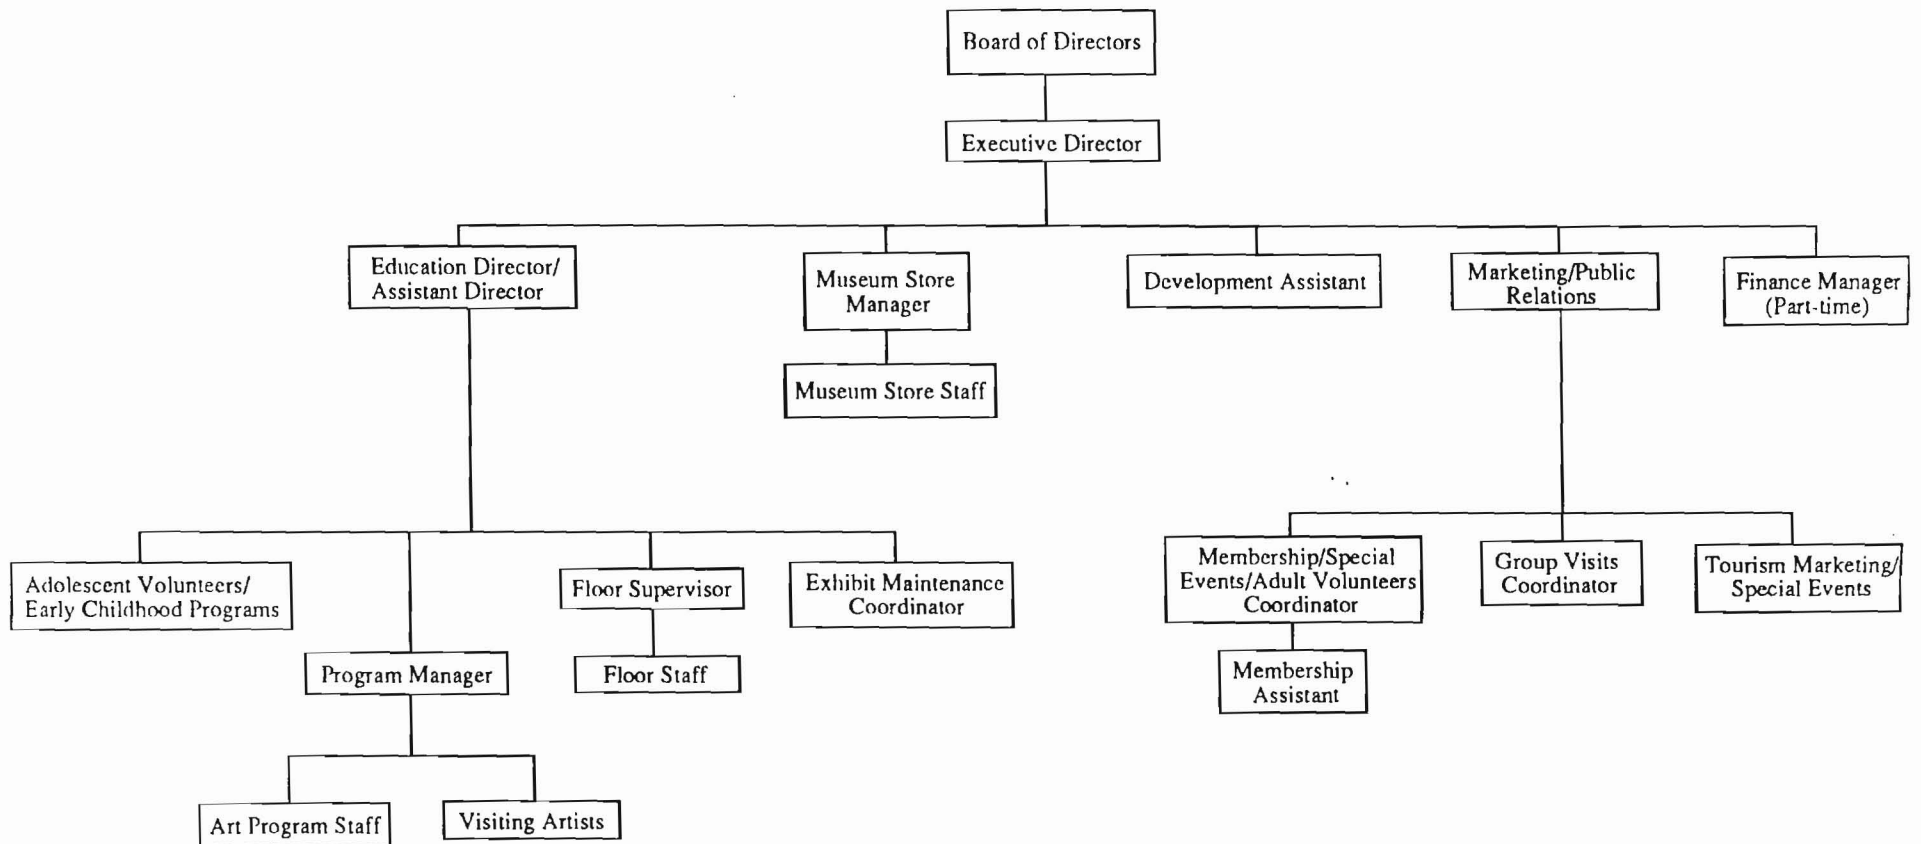 Board of Directors
Executive Director
Education Director/
Assistant Director
Museum Store
Manager
Development Assistant
Marketing/Public
Relations
Finance Manager
(Part-time)
Museum Store Staff
Adolescent Volunteers/
Early Childhood Programs
Floor Supervisor
Exhibit Maintenance
Coordinator
Membership/Special
Events/Adult Volunteers
Coordinator
Group Visits
Coordinator
Tourism Marketing/
Special Events
Program Manager
Floor Staff
Membership
Assistant
Art Program Staff
Visiting Artists